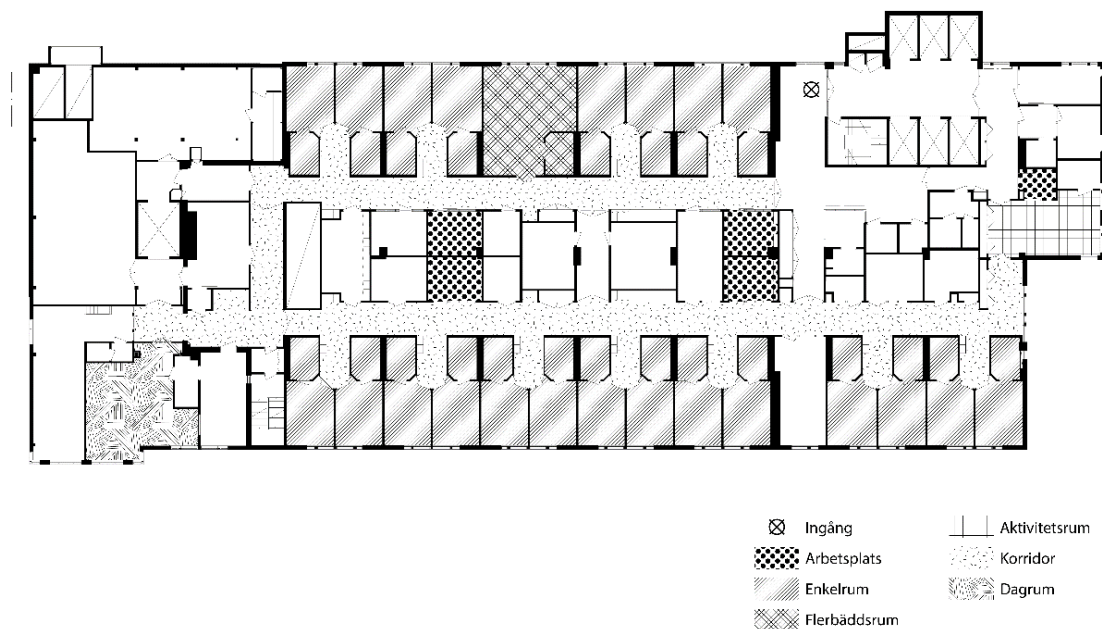 Ingång
Arbetsplats
Enkelrum
Flerbäddsrum
Aktivitetsrum
Korridor
Dagrum